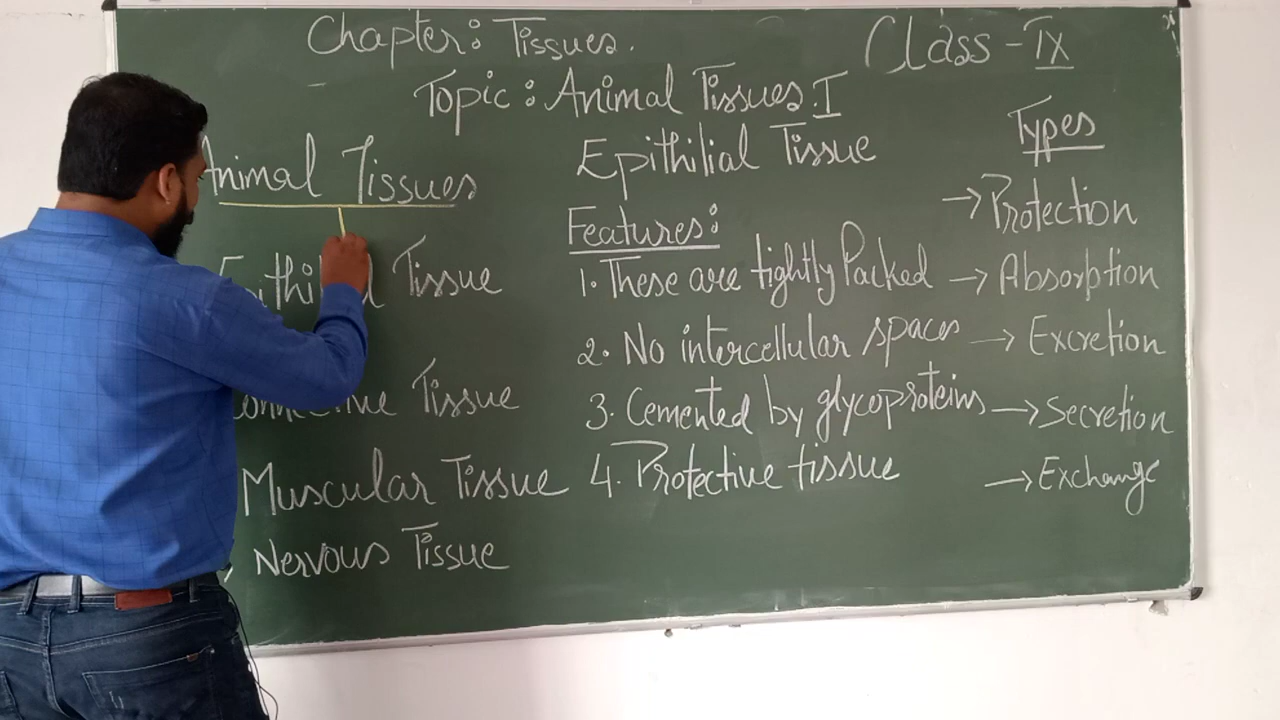 Chapter: Tissues.
Class - IX
Topic: Animal Tissues.I
Animal Tissues
Tissue
Tissue
Muscular Tissue
Nervous Tissue
Epithilial Tissue
Features:
1. These are tightly Packed
2. No intercellular spaces
3. Cemented by glycoproteins
4. Protective tissue
Types
→ Protection
→ Absorption
→ Excretion
→ Secretion
→ Exchange